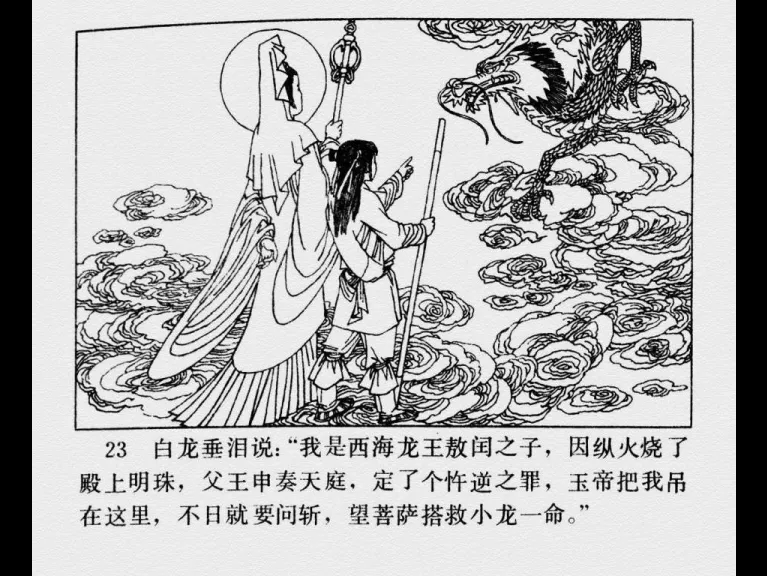 23 白龙垂泪说:“我是西海龙王敖闰之子,因纵火烧了
殿上明珠,父王申奏天庭,定了个忤逆之罪,玉帝把我吊
在这里,不日就要问斩,望菩萨搭救小龙一命。”